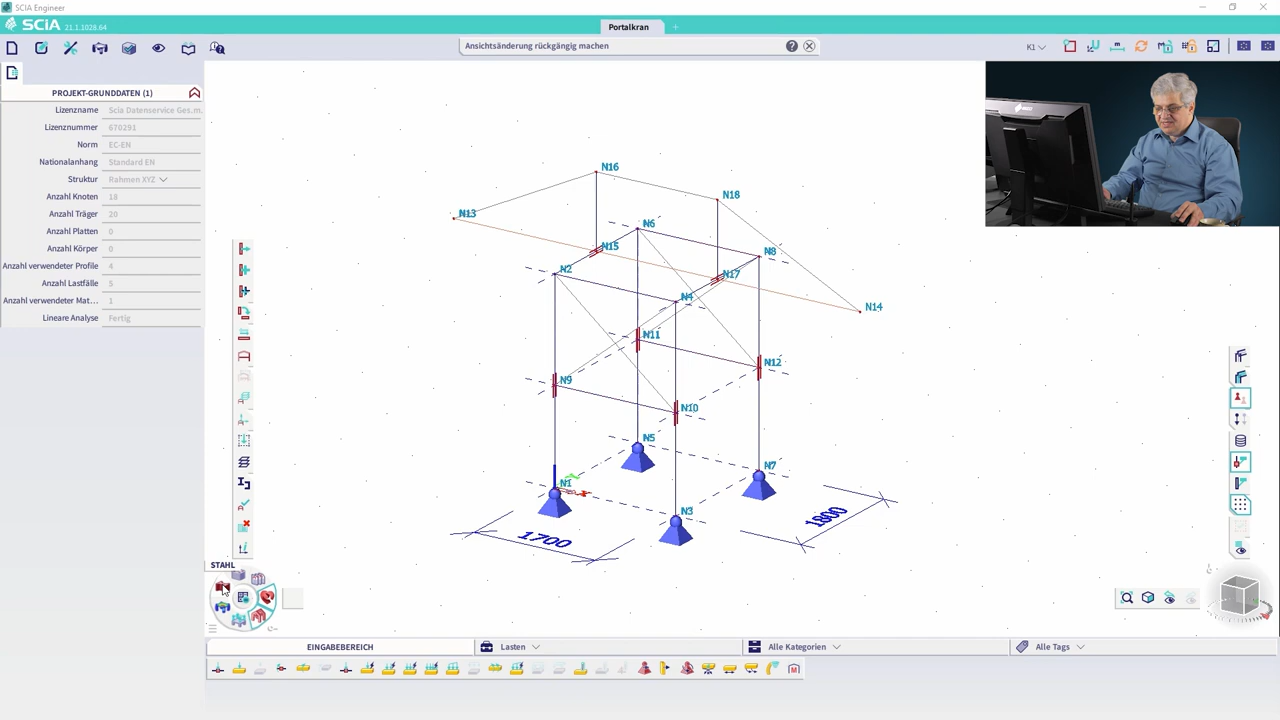 SCIA Engineer
SCIA 21.1.1028.64
Portalkran
Ansichtsänderung rückgängig machen
K1
PROJEKT-GRUNDDATEN (1)
Lizenzname Scia Datenservice Ges.m.
Lizenznummer 670291
Norm EC-EN
Nationalanhang Standard EN
Struktur Rahmen XYZ
Anzahl Knoten 18
Anzahl Träger 20
Anzahl Platten 0
Anzahl Körper 0
Anzahl verwendeter Profile 4
Anzahl Lastfälle 5
Anzahl verwendeter Mat... 1
Lineare Analyse Fertig
N16
N18
N13
N6
N15
N8
N2
N17
N4
N14
N11
N12
N9
N10
N5
N7
N1
N3
1700
1800
STAHL
EINGABEBEREICH
Lasten
Alle Kategorien
Alle Tags